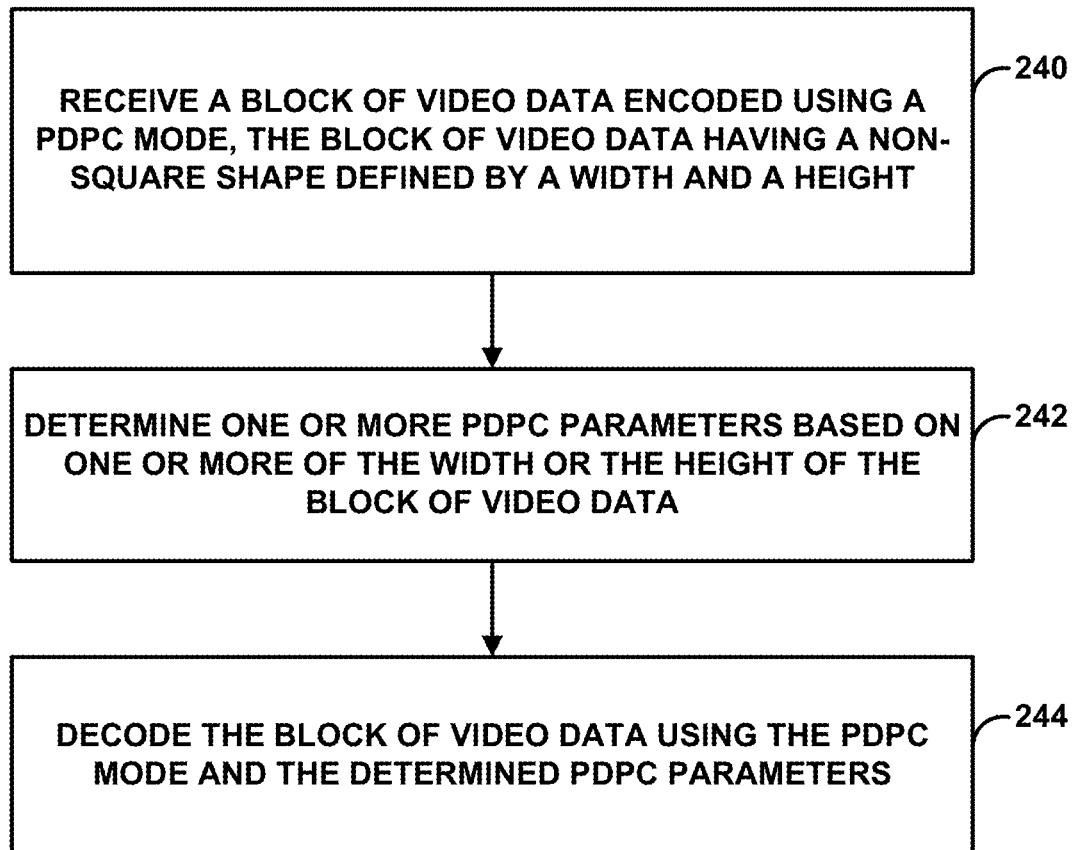 240
RECEIVE A BLOCK OF VIDEO DATA ENCODED USING A
PDPC MODE, THE BLOCK OF VIDEO DATA HAVING A NON-
SQUARE SHAPE DEFINED BY A WIDTH AND A HEIGHT
242
DETERMINE ONE OR MORE PDPC PARAMETERS BASED ON
ONE OR MORE OF THE WIDTH OR THE HEIGHT OF THE
BLOCK OF VIDEO DATA
244
DECODE THE BLOCK OF VIDEO DATA USING THE PDPC
MODE AND THE DETERMINED PDPC PARAMETERS